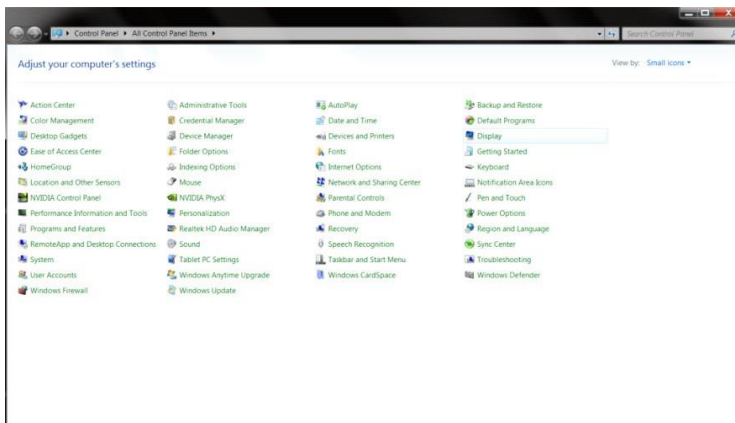 Control Panel ▸ All Control Panel Items ▸ Search Control Panel
Adjust your computer's settings View by: Small icons
Action Center Administrative Tools AutoPlay Backup and Restore
Color Management Credential Manager Date and Time Default Programs
Desktop Gadgets Device Manager Devices and Printers Display
Ease of Access Center Folder Options Fonts Getting Started
HomeGroup Indexing Options Internet Options Keyboard
Location and Other Sensors Mouse Network and Sharing Center Notification Area Icons
NVIDIA Control Panel NVIDIA PhysX Parental Controls Pen and Touch
Performance Information and Tools Personalization Phone and Modem Power Options
Programs and Features Realtek HD Audio Manager Recovery Region and Language
RemoteApp and Desktop Connections Sound Speech Recognition Sync Center
System Tablet PC Settings Taskbar and Start Menu Troubleshooting
User Accounts Windows Anytime Upgrade Windows CardSpace Windows Defender
Windows Firewall Windows Update